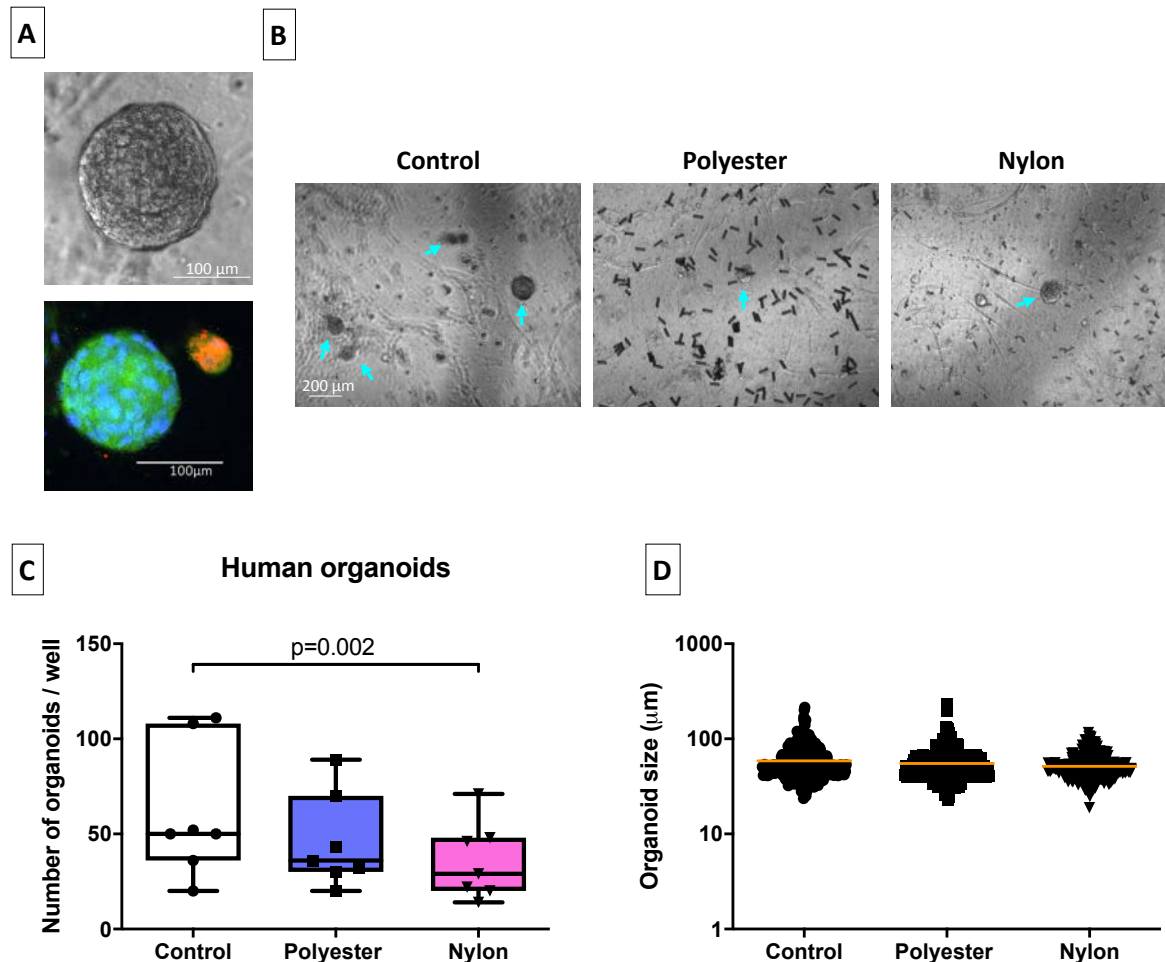 A
B
100 µm
100µm
Control Polyester Nylon
200 µm
C
Human organoids
Number of organoids / well
150
100
50
0
p=0.002
Control Polyester Nylon
D
Organoid size (µm)
1000
100
10
1
Control Polyester Nylon